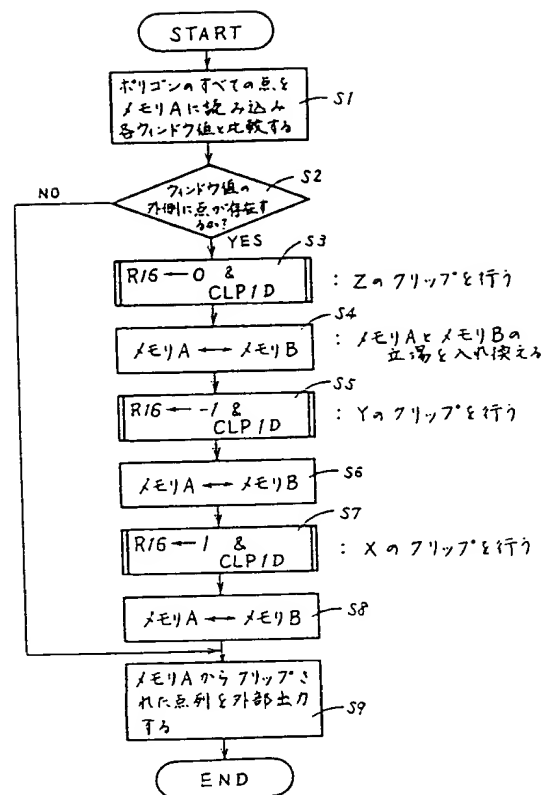 START
ポリゴンのすべての点を
メモリAに読み込み
各ウィンドウ値と比較する
S1
S2
ウィンドウ値の
外側に点が存在す
るか?
NO
YES
S3
R16 ← 0 &
CLP1D
: Zのクリップを行う
S4
メモリA ↔ メモリB
: メモリAとメモリBの
立場を入れ換える
S5
R16 ← -1 &
CLP1D
: Yのクリップを行う
S6
メモリA ↔ メモリB
S7
R16 ← 1 &
CLP1D
: Xのクリップを行う
メモリA ↔ メモリB
S8
メモリAからクリップさ
れた点列を外部出力
する
S9
END